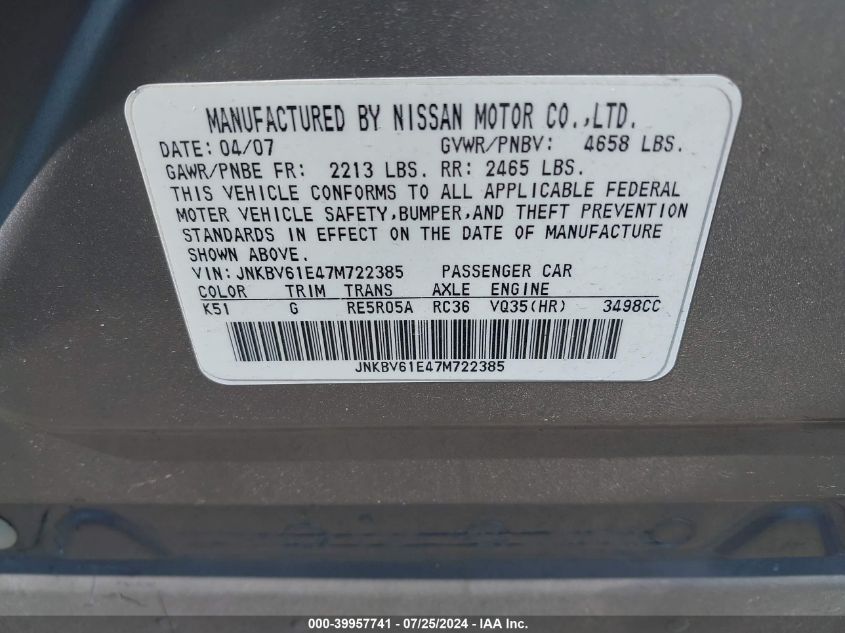 MANUFACTURED BY NISSAN MOTOR CO.,LTD.
DATE: 04/07 GVWR/PNBV: 4658 LBS.
GAWR/PNBE FR: 2213 LBS. RR: 2465 LBS.
THIS VEHICLE CONFORMS TO ALL APPLICABLE FEDERAL
MOTER VEHICLE SAFETY,BUMPER,AND THEFT PREVENTION
STANDARDS IN EFFECT ON THE DATE OF MANUFACTURE
SHOWN ABOVE.
VIN: JNKBV61E47M722385 PASSENGER CAR
COLOR TRIM TRANS AXLE ENGINE
K51 G RE5R05A RC36 VQ35(HR) 3498CC
JNKBV61E47M722385
000-39957741 / 07/25/2024 - IAA Inc.